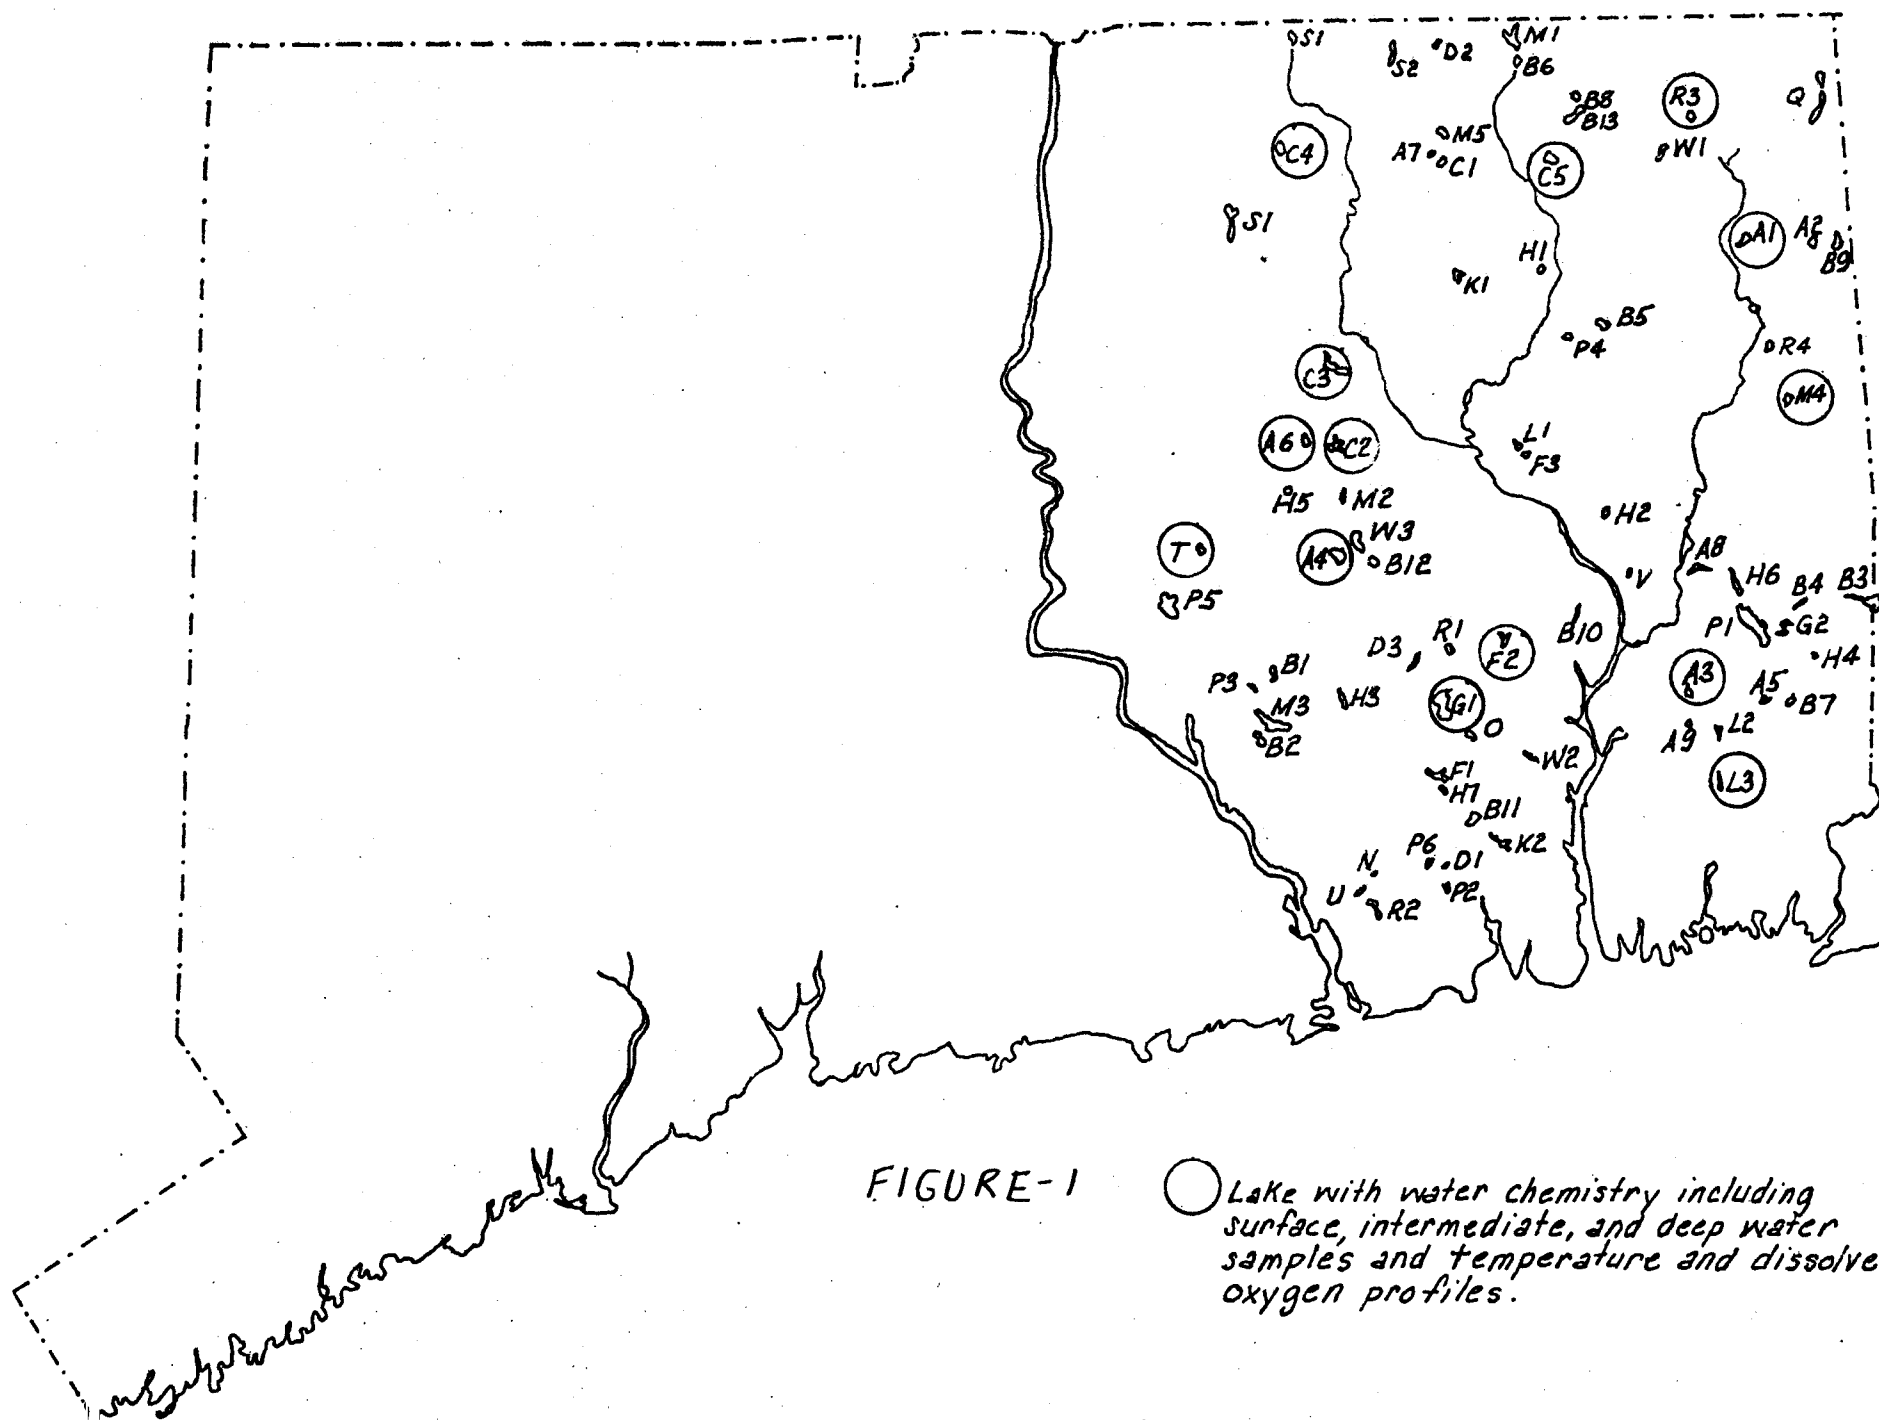 S1
S2
D2
M1
B6
B8
B13
R3
Q
C4
M5
A7
C1
C5
W1
S1
H1
A1
A2
B9
K1
B5
P4
R4
C3
M4
A6
C2
L1
F3
H5
M2
H2
T
A4
W3
B12
A8
V
H6
B4
B3
P5
D3
R1
F2
B10
P1
G2
H4
P3
B1
H3
G1
A3
A5
B7
M3
B2
O
A9
L2
W2
F1
H7
L3
B11
K2
P6
D1
N
U
R2
P2
FIGURE-1
Lake with water chemistry including
surface, intermediate, and deep water
samples and temperature and dissolve
oxygen profiles.